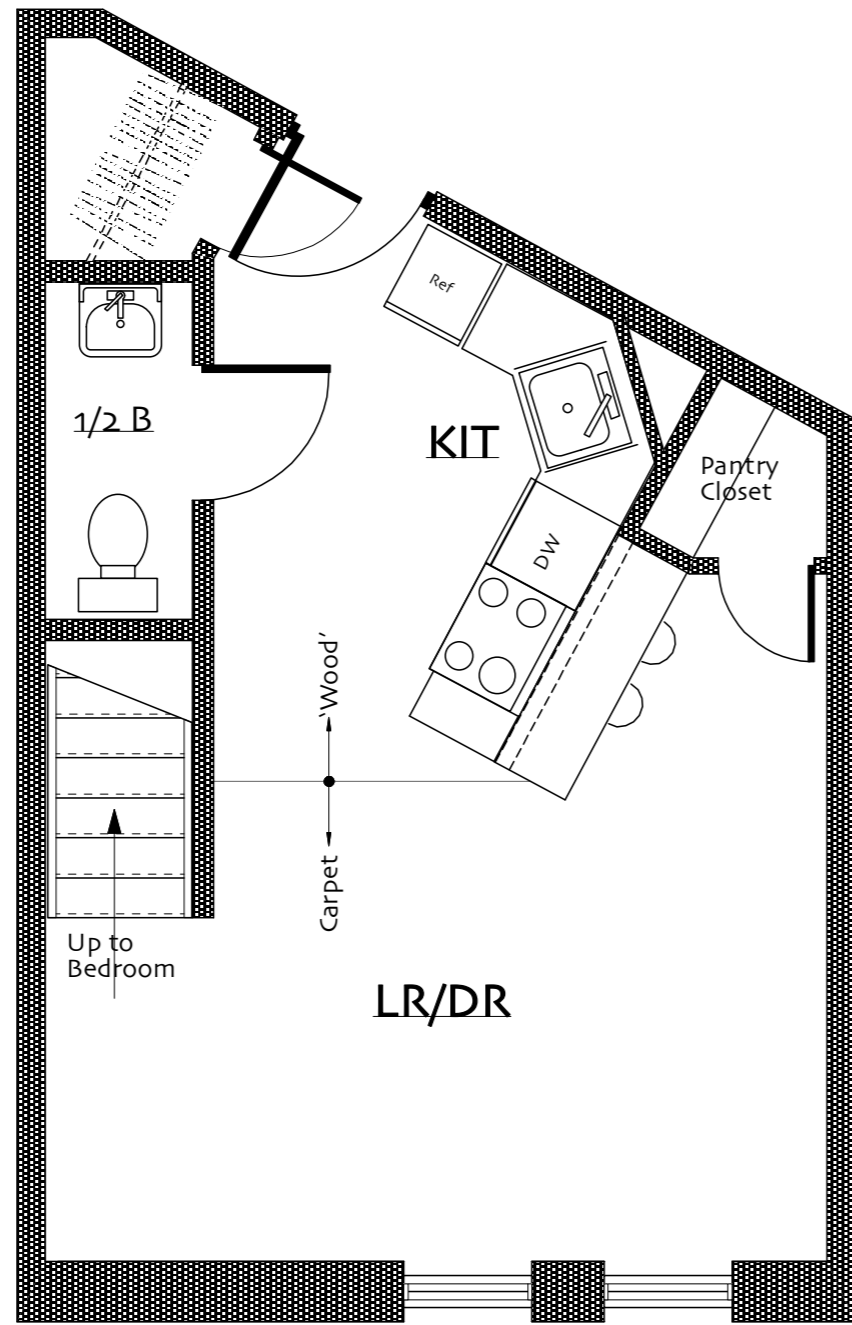 Ref
1/2 B
KIT
Pantry
Closet
DW
'Wood'
Carpet
Up to
Bedroom
LR/DR